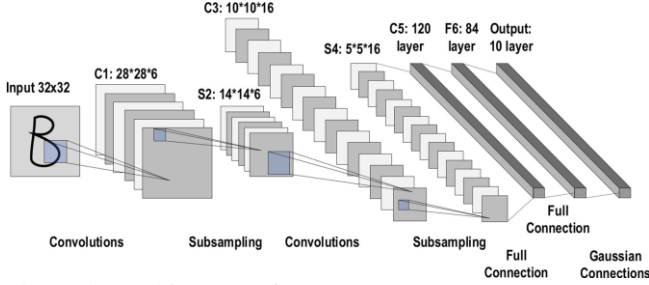 C3: 10*10*16
C1: 28*28*6
Input 32x32
S2: 14*14*6
S4: 5*5*16
C5: 120
layer
F6: 84
layer
Output:
10 layer
B
Convolutions
Subsampling
Convolutions
Subsampling
Full
Connection
Full
Connection
Gaussian
Connections